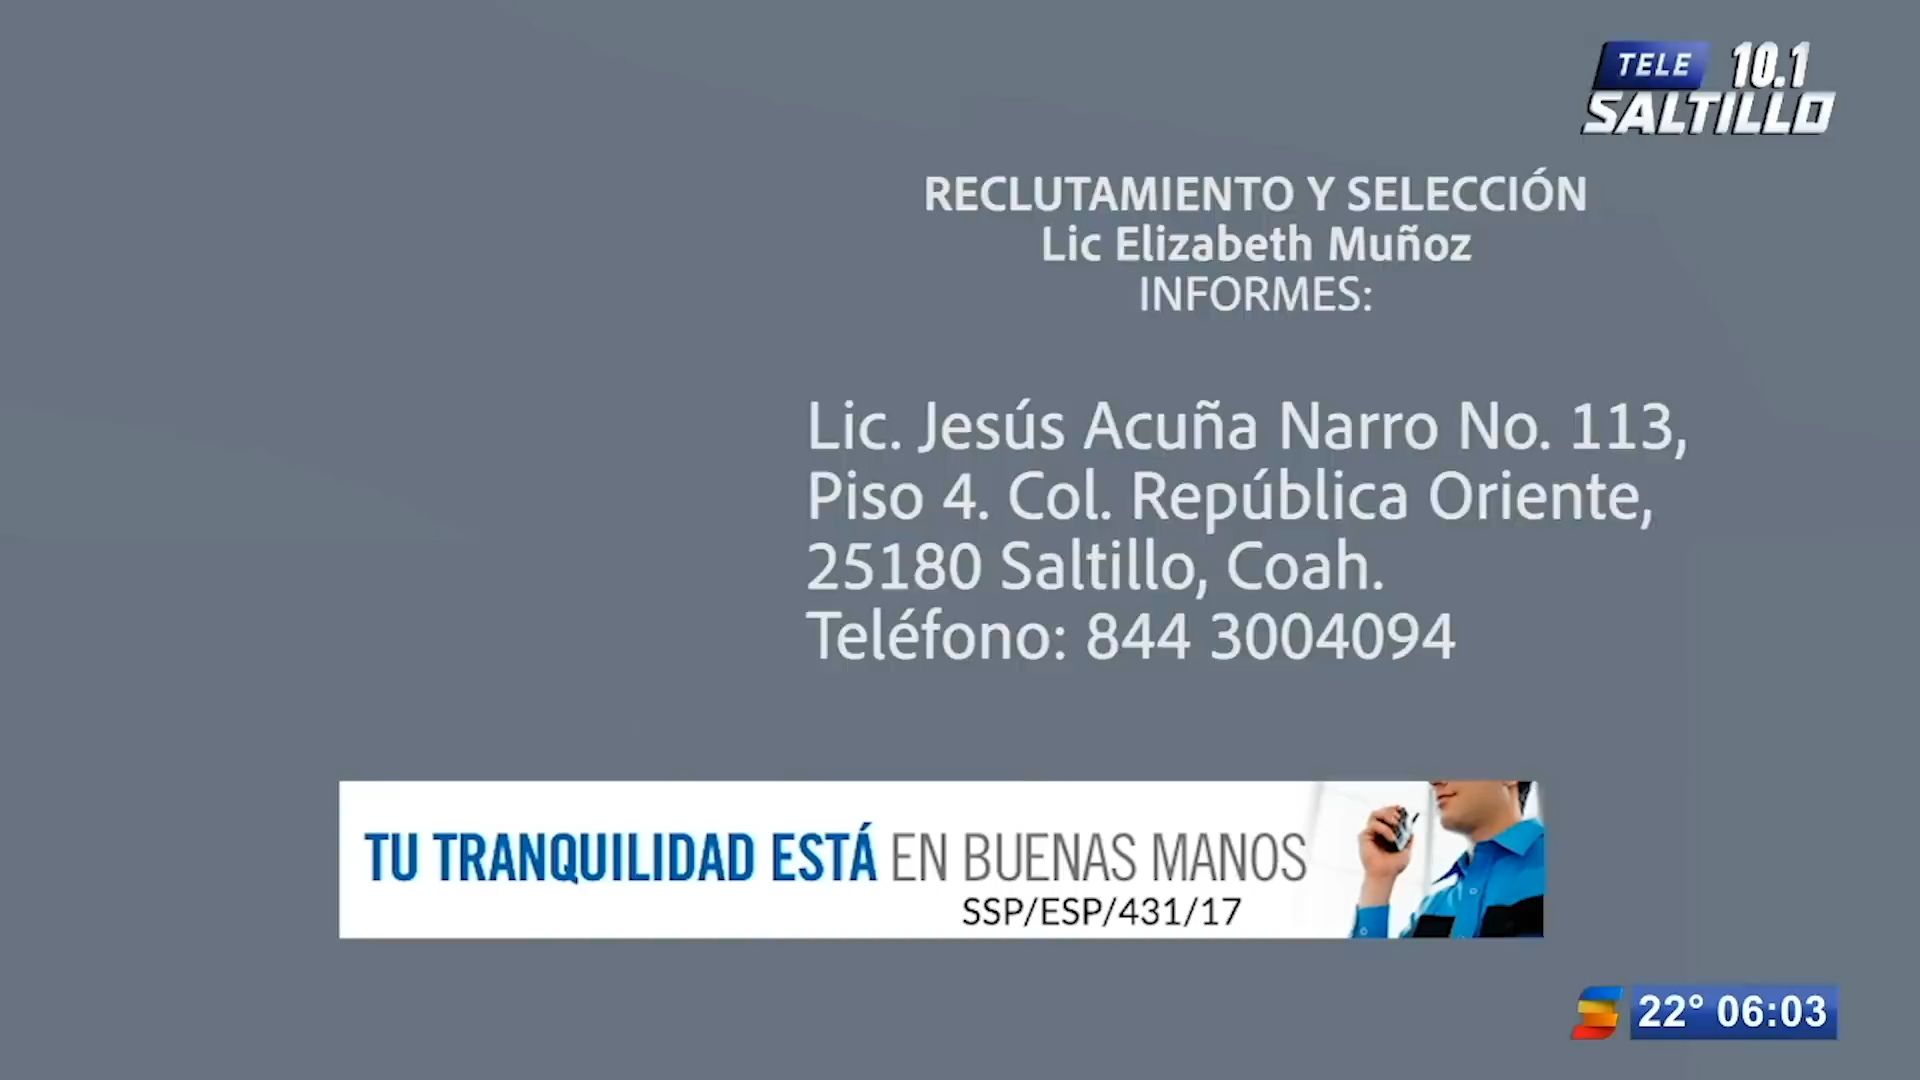 TELE 10.1
SALTILLO
RECLUTAMIENTO Y SELECCIÓN
Lic Elizabeth Muñoz
INFORMES:
Lic. Jesús Acuña Narro No. 113,
Piso 4. Col. República Oriente,
25180 Saltillo, Coah.
Teléfono: 844 3004094
TU TRANQUILIDAD ESTÁ EN BUENAS MANOS
SSP/ESP/431/17
22° 06:03